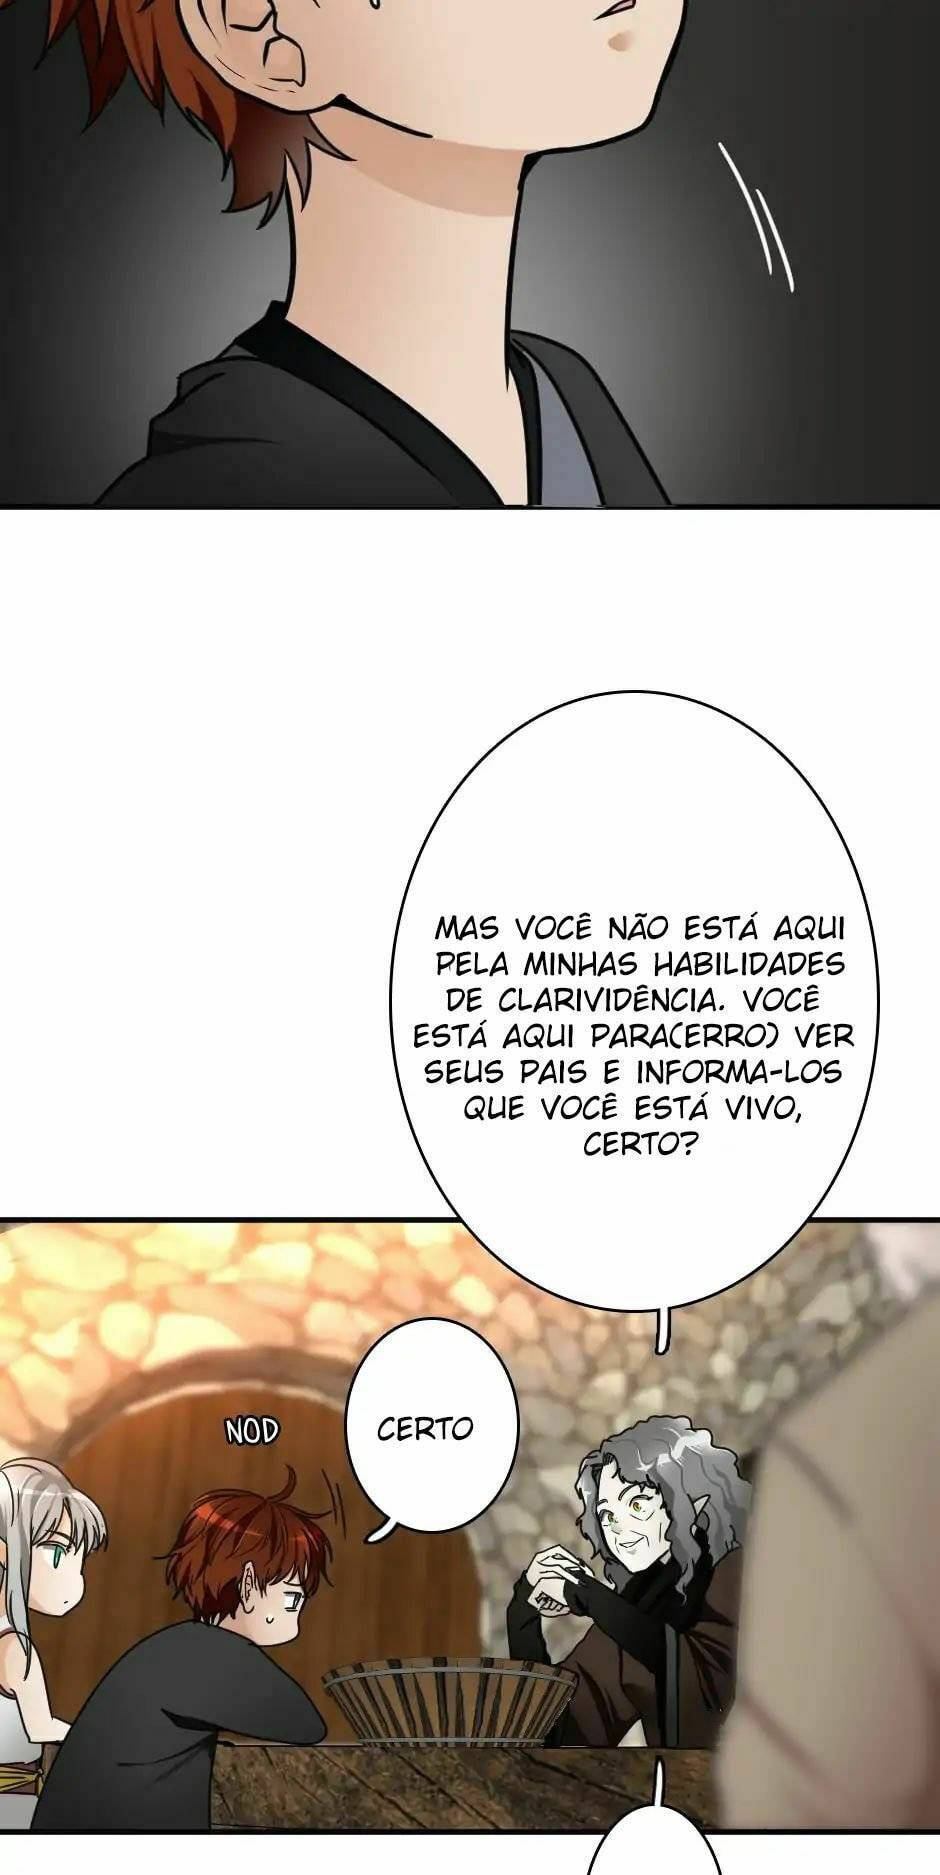 MAS VOCÊ NÃO ESTÁ AQUI
PELA MINHAS HABILIDADES
DE CLARIVIDÊNCIA. VOCÊ
ESTÁ AQUI PARA(ERRO) VER
SEUS PAIS E INFORMA-LOS
QUE VOCÊ ESTÁ VIVO,
CERTO?
NOD
CERTO